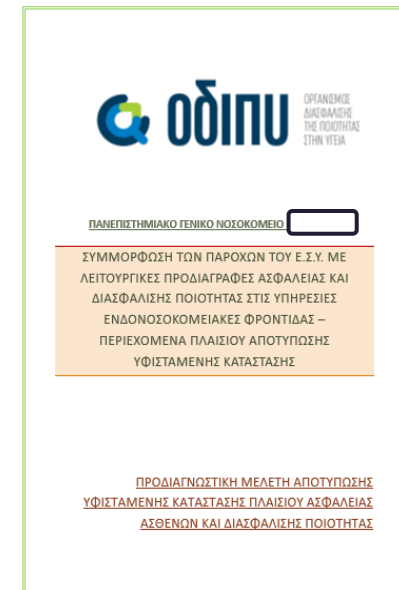 οδιπυ
ΟΡΓΑΝΙΣΜΟΣ
ΔΙΑΣΦΑΛΙΣΗΣ
ΤΗΣ ΠΟΙΟΤΗΤΑΣ
ΣΤΗΝ ΥΓΕΙΑ
ΠΑΝΕΠΙΣΤΗΜΙΑΚΟ ΓΕΝΙΚΟ ΝΟΣΟΚΟΜΕΙΟ
ΣΥΜΜΟΡΦΩΣΗ ΤΩΝ ΠΑΡΟΧΩΝ ΤΟΥ Ε.Σ.Υ. ΜΕ
ΛΕΙΤΟΥΡΓΙΚΕΣ ΠΡΟΔΙΑΓΡΑΦΕΣ ΑΣΦΑΛΕΙΑΣ ΚΑΙ
ΔΙΑΣΦΑΛΙΣΗΣ ΠΟΙΟΤΗΤΑΣ ΣΤΙΣ ΥΠΗΡΕΣΙΕΣ
ΕΝΔΟΝΟΣΟΚΟΜΕΙΑΚΕΣ ΦΡΟΝΤΙΔΑΣ –
ΠΕΡΙΕΧΟΜΕΝΑ ΠΛΑΙΣΙΟΥ ΑΠΟΤΥΠΩΣΗΣ
ΥΦΙΣΤΑΜΕΝΗΣ ΚΑΤΑΣΤΑΣΗΣ
ΠΡΟΔΙΑΓΝΩΣΤΙΚΗ ΜΕΛΕΤΗ ΑΠΟΤΥΠΩΣΗΣ
ΥΦΙΣΤΑΜΕΝΗΣ ΚΑΤΑΣΤΑΣΗΣ ΠΛΑΙΣΙΟΥ ΑΣΦΑΛΕΙΑΣ
ΑΣΘΕΝΩΝ ΚΑΙ ΔΙΑΣΦΑΛΙΣΗΣ ΠΟΙΟΤΗΤΑΣ